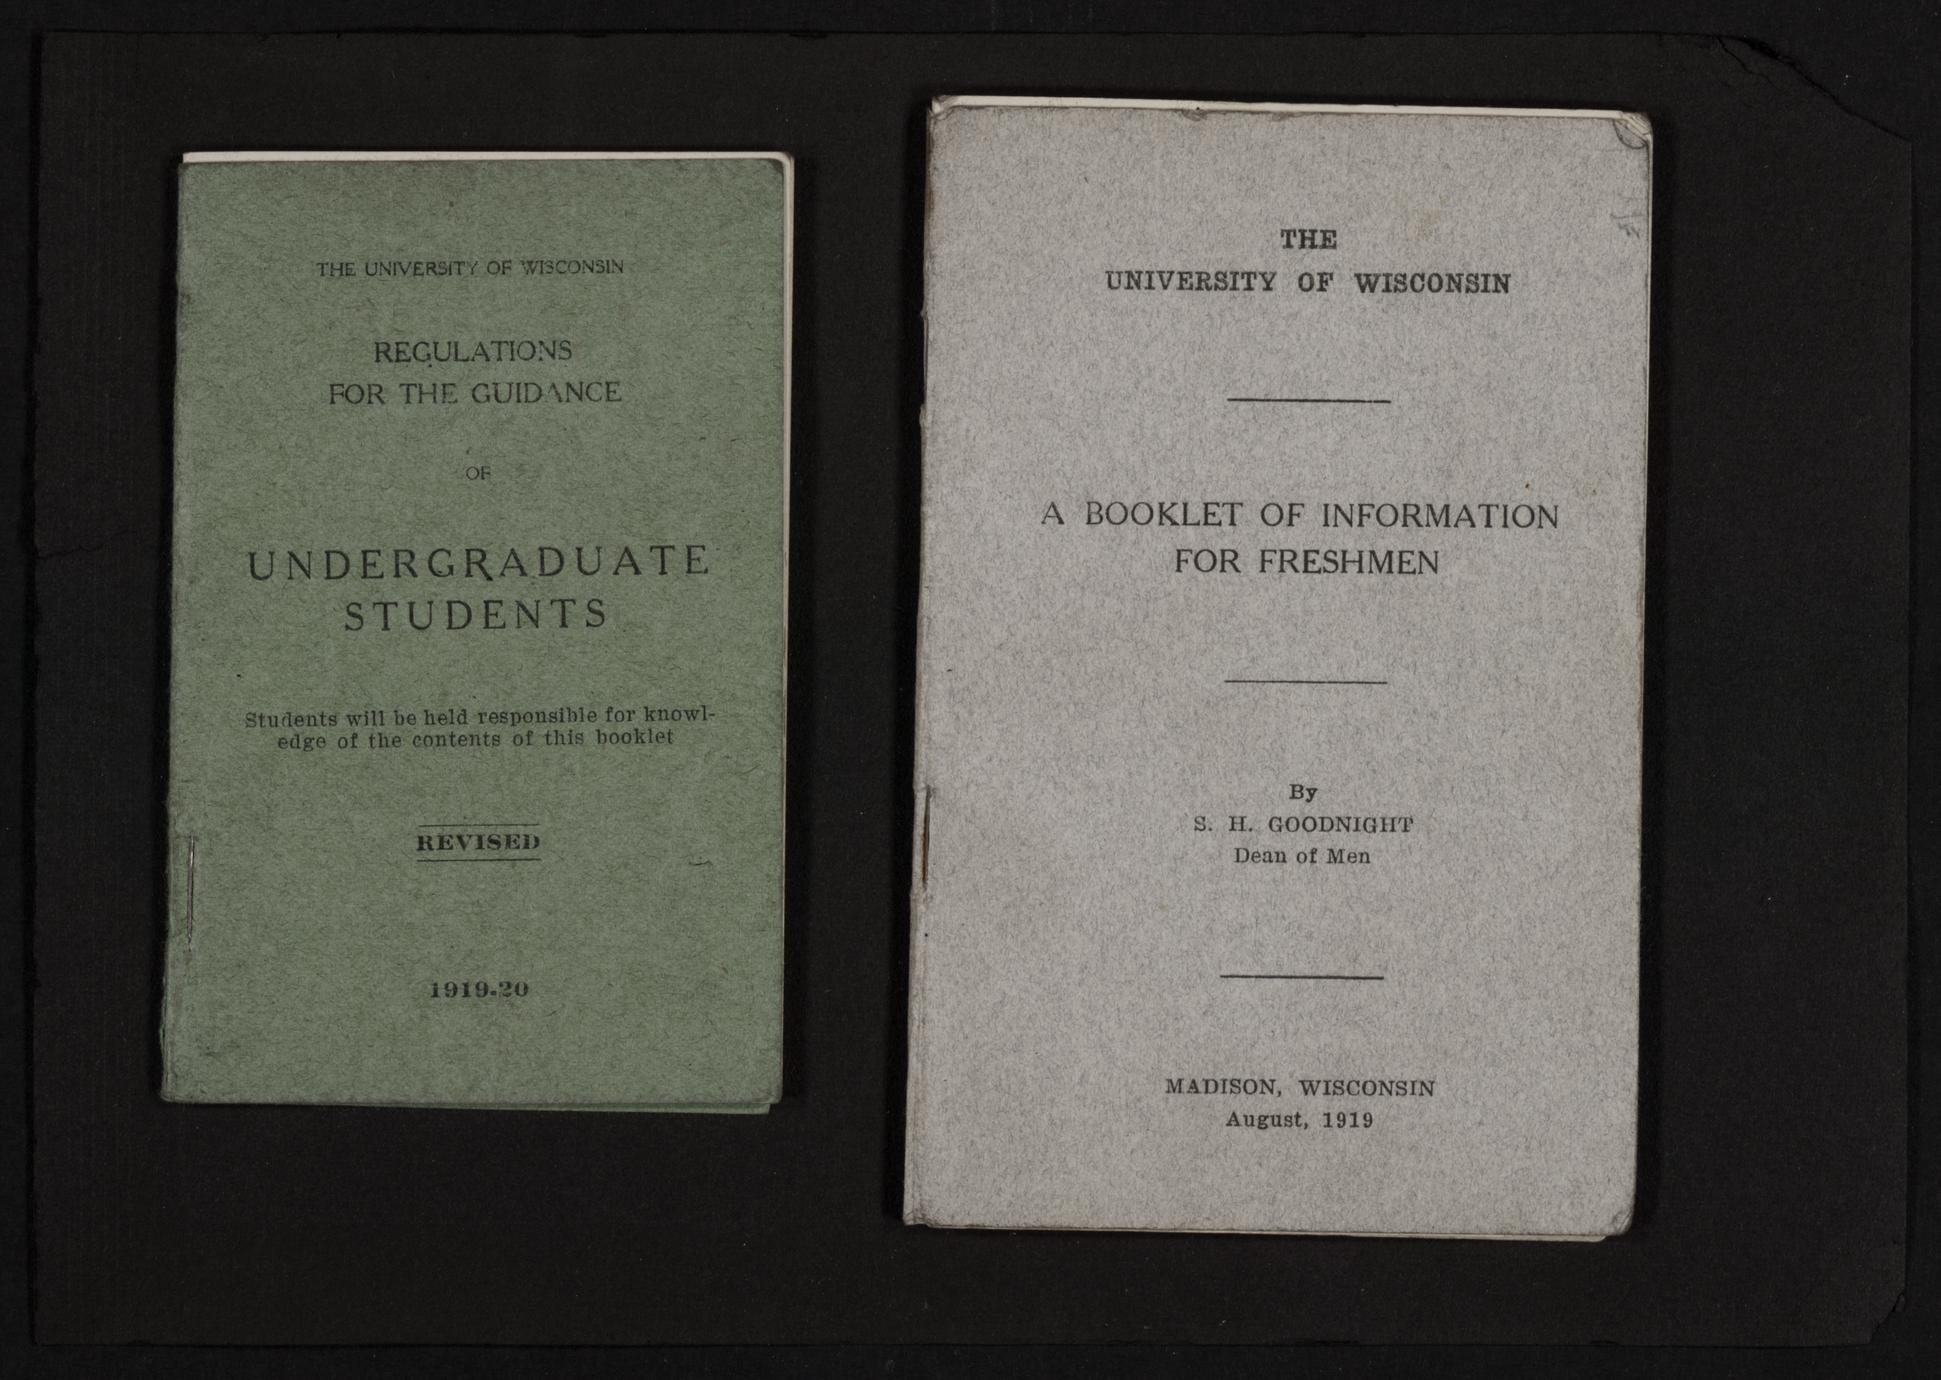 THE UNIVERSITY OF WISCONSIN
REGULATIONS
FOR THE GUIDANCE
OF
UNDERGRADUATE
STUDENTS
Students will be held responsible for knowl-
edge of the contents of this booklet
REVISED
1919-20
THE
UNIVERSITY OF WISCONSIN
A BOOKLET OF INFORMATION
FOR FRESHMEN
By
S. H. GOODNIGHT
Dean of Men
MADISON, WISCONSIN
August, 1919